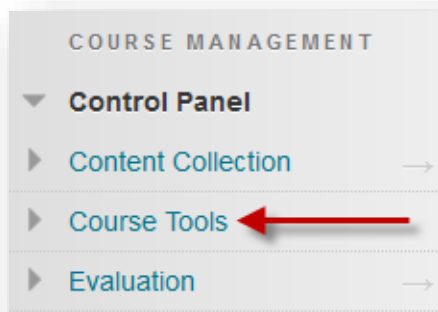 COURSE MANAGEMENT
Control Panel
Content Collection
Course Tools
Evaluation